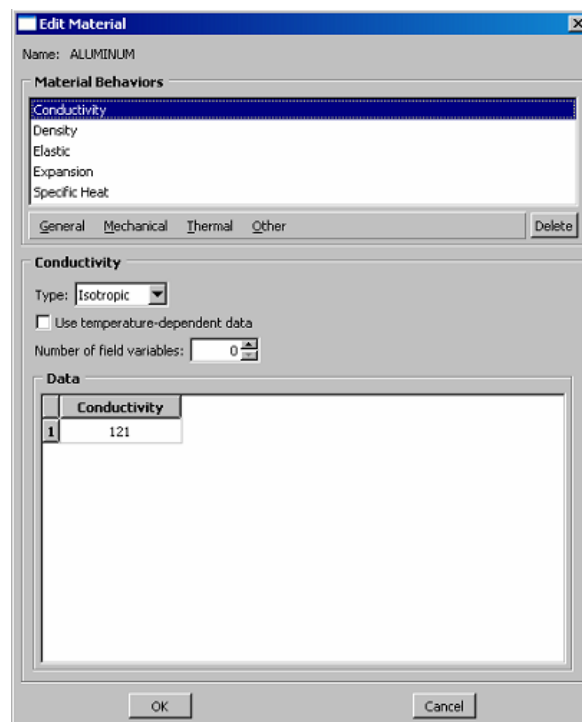 Edit Material
Name: ALUMINUM
Material Behaviors
Conductivity
Density
Elastic
Expansion
Specific Heat
General Mechanical Thermal Other Delete
Conductivity
Type: Isotropic
Use temperature-dependent data
Number of field variables: 0
Data
Conductivity
1 121
OK Cancel